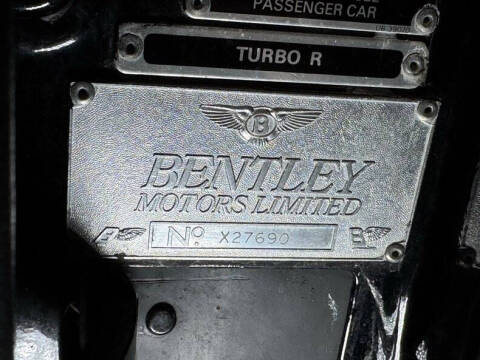 PASSENGER CAR
TURBO R
B
BENTLEY
MOTORS LIMITED
B Nº X27690 B